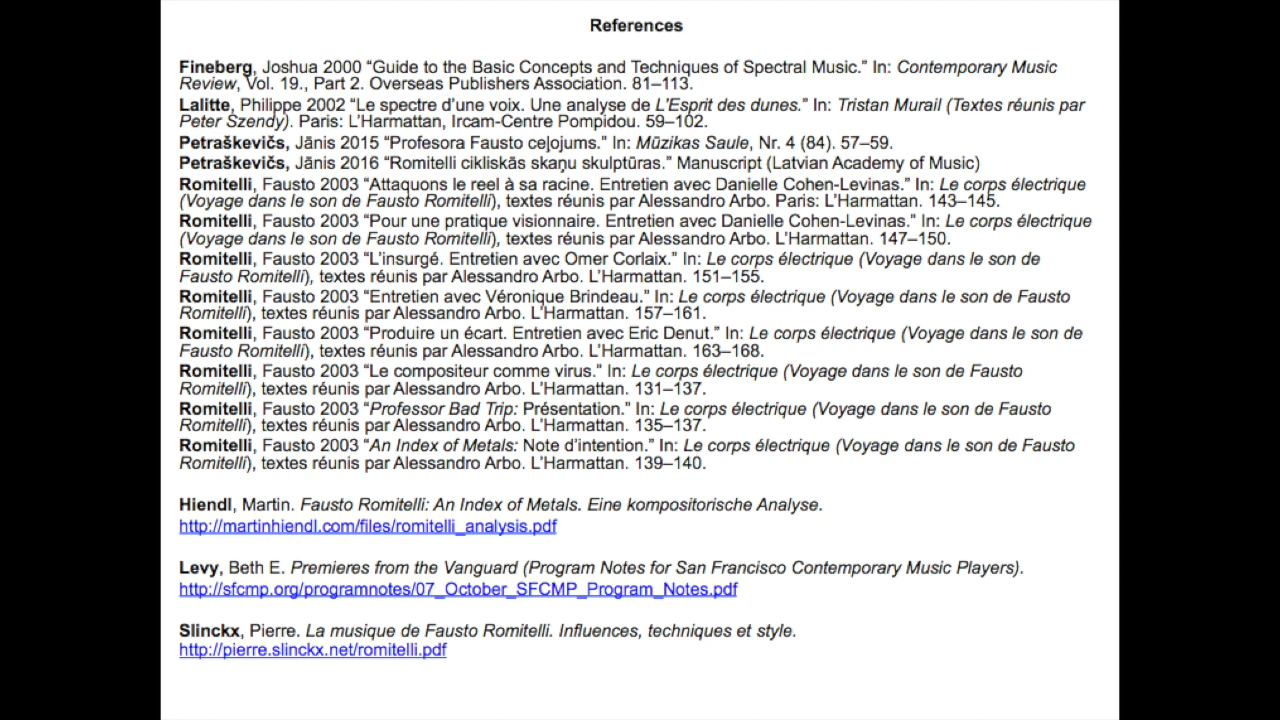 References
Fineberg, Joshua 2000 “Guide to the Basic Concepts and Techniques of Spectral Music.” In: Contemporary Music
Review, Vol. 19., Part 2. Overseas Publishers Association. 81–113.
Lalitte, Philippe 2002 “Le spectre d’une voix. Une analyse de L’Esprit des dunes.” In: Tristan Murail (Textes réunis par
Peter Szendy). Paris: L’Harmattan, Ircam-Centre Pompidou. 59–102.
Petraškevičs, Jānis 2015 “Profesora Fausto ceļojums.” In: Mūzikas Saule, Nr. 4 (84). 57–59.
Petraškevičs, Jānis 2016 “Romitelli cikliskās skaņu skulptūras.” Manuscript (Latvian Academy of Music)
Romitelli, Fausto 2003 “Attaquons le reel à sa racine. Entretien avec Danielle Cohen-Levinas.” In: Le corps électrique
(Voyage dans le son de Fausto Romitelli), textes réunis par Alessandro Arbo. Paris: L’Harmattan. 143–145.
Romitelli, Fausto 2003 “Pour une pratique visionnaire. Entretien avec Danielle Cohen-Levinas.” In: Le corps électrique
(Voyage dans le son de Fausto Romitelli), textes réunis par Alessandro Arbo. L’Harmattan. 147–150.
Romitelli, Fausto 2003 “L’insurgé. Entretien avec Omer Corlaix.” In: Le corps électrique (Voyage dans le son de
Fausto Romitelli), textes réunis par Alessandro Arbo. L’Harmattan. 151–155.
Romitelli, Fausto 2003 “Entretien avec Véronique Brindeau.” In: Le corps électrique (Voyage dans le son de Fausto
Romitelli), textes réunis par Alessandro Arbo. L’Harmattan. 157–161.
Romitelli, Fausto 2003 “Produire un écart. Entretien avec Eric Denut.” In: Le corps électrique (Voyage dans le son de
Fausto Romitelli), textes réunis par Alessandro Arbo. L’Harmattan. 163–168.
Romitelli, Fausto 2003 “Le compositeur comme virus.” In: Le corps électrique (Voyage dans le son de Fausto
Romitelli), textes réunis par Alessandro Arbo. L’Harmattan. 131–137.
Romitelli, Fausto 2003 “Professor Bad Trip: Présentation.” In: Le corps électrique (Voyage dans le son de Fausto
Romitelli), textes réunis par Alessandro Arbo. L’Harmattan. 135–137.
Romitelli, Fausto 2003 “An Index of Metals: Note d’intention.” In: Le corps électrique (Voyage dans le son de Fausto
Romitelli), textes réunis par Alessandro Arbo. L’Harmattan. 139–140.
Hiendl, Martin. Fausto Romitelli: An Index of Metals. Eine kompositorische Analyse.
http://martinhiendl.com/files/romitelli_analysis.pdf
Levy, Beth E. Premieres from the Vanguard (Program Notes for San Francisco Contemporary Music Players).
http://sfcmp.org/programnotes/07_October_SFCMP_Program_Notes.pdf
Slinckx, Pierre. La musique de Fausto Romitelli. Influences, techniques et style.
http://pierre.slinckx.net/romitelli.pdf